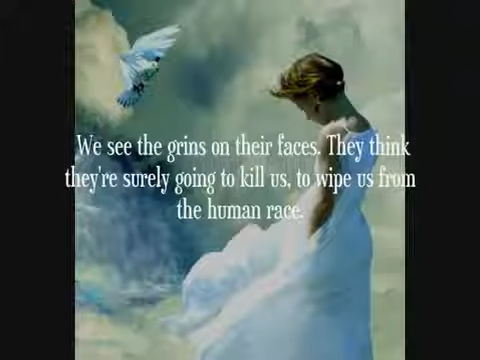 We see the grins on their faces. They think
they're surely going to kill us, to wipe us from
the human race.